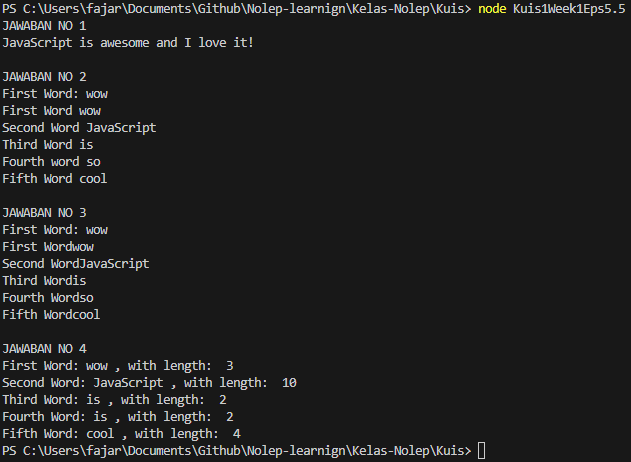 PS C:\Users\fajar\Documents\Github\Nolep-learnign\Kelas-Nolep\Kuis> node Kuis1Week1Eps5.5
JAWABAN NO 1
JavaScript is awesome and I love it!

JAWABAN NO 2
First Word: wow
First Word wow
Second Word JavaScript
Third Word is
Fourth word so
Fifth Word cool

JAWABAN NO 3
First Word: wow
First Wordwow
Second WordJavaScript
Third Wordis
Fourth Wordso
Fifth Wordcool

JAWABAN NO 4
First Word: wow , with length:  3
Second Word: JavaScript , with length:  10
Third Word: is , with length:  2
Fourth Word: is , with length:  2
Fifth Word: cool , with length:  4
PS C:\Users\fajar\Documents\Github\Nolep-learnign\Kelas-Nolep\Kuis>